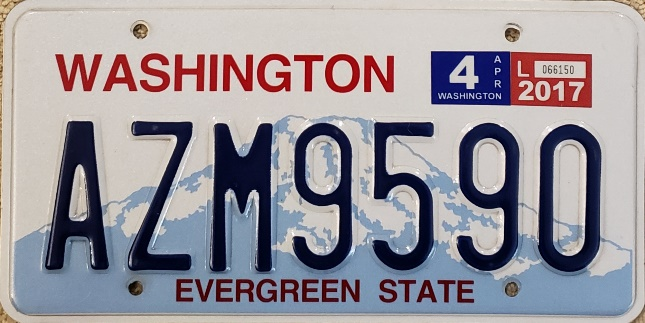 WASHINGTON
4 APR
WASHINGTON
L 066150
2017
AZM9590
EVERGREEN STATE